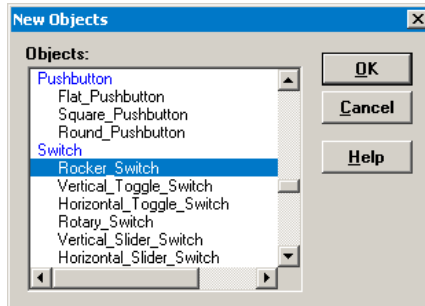 New Objects
Objects:
Pushbutton
Flat_Pushbutton
Square_Pushbutton
Round_Pushbutton
Switch
Rocker_Switch
Vertical_Toggle_Switch
Horizontal_Toggle_Switch
Rotary_Switch
Vertical_Slider_Switch
Horizontal_Slider_Switch
OK
Cancel
Help